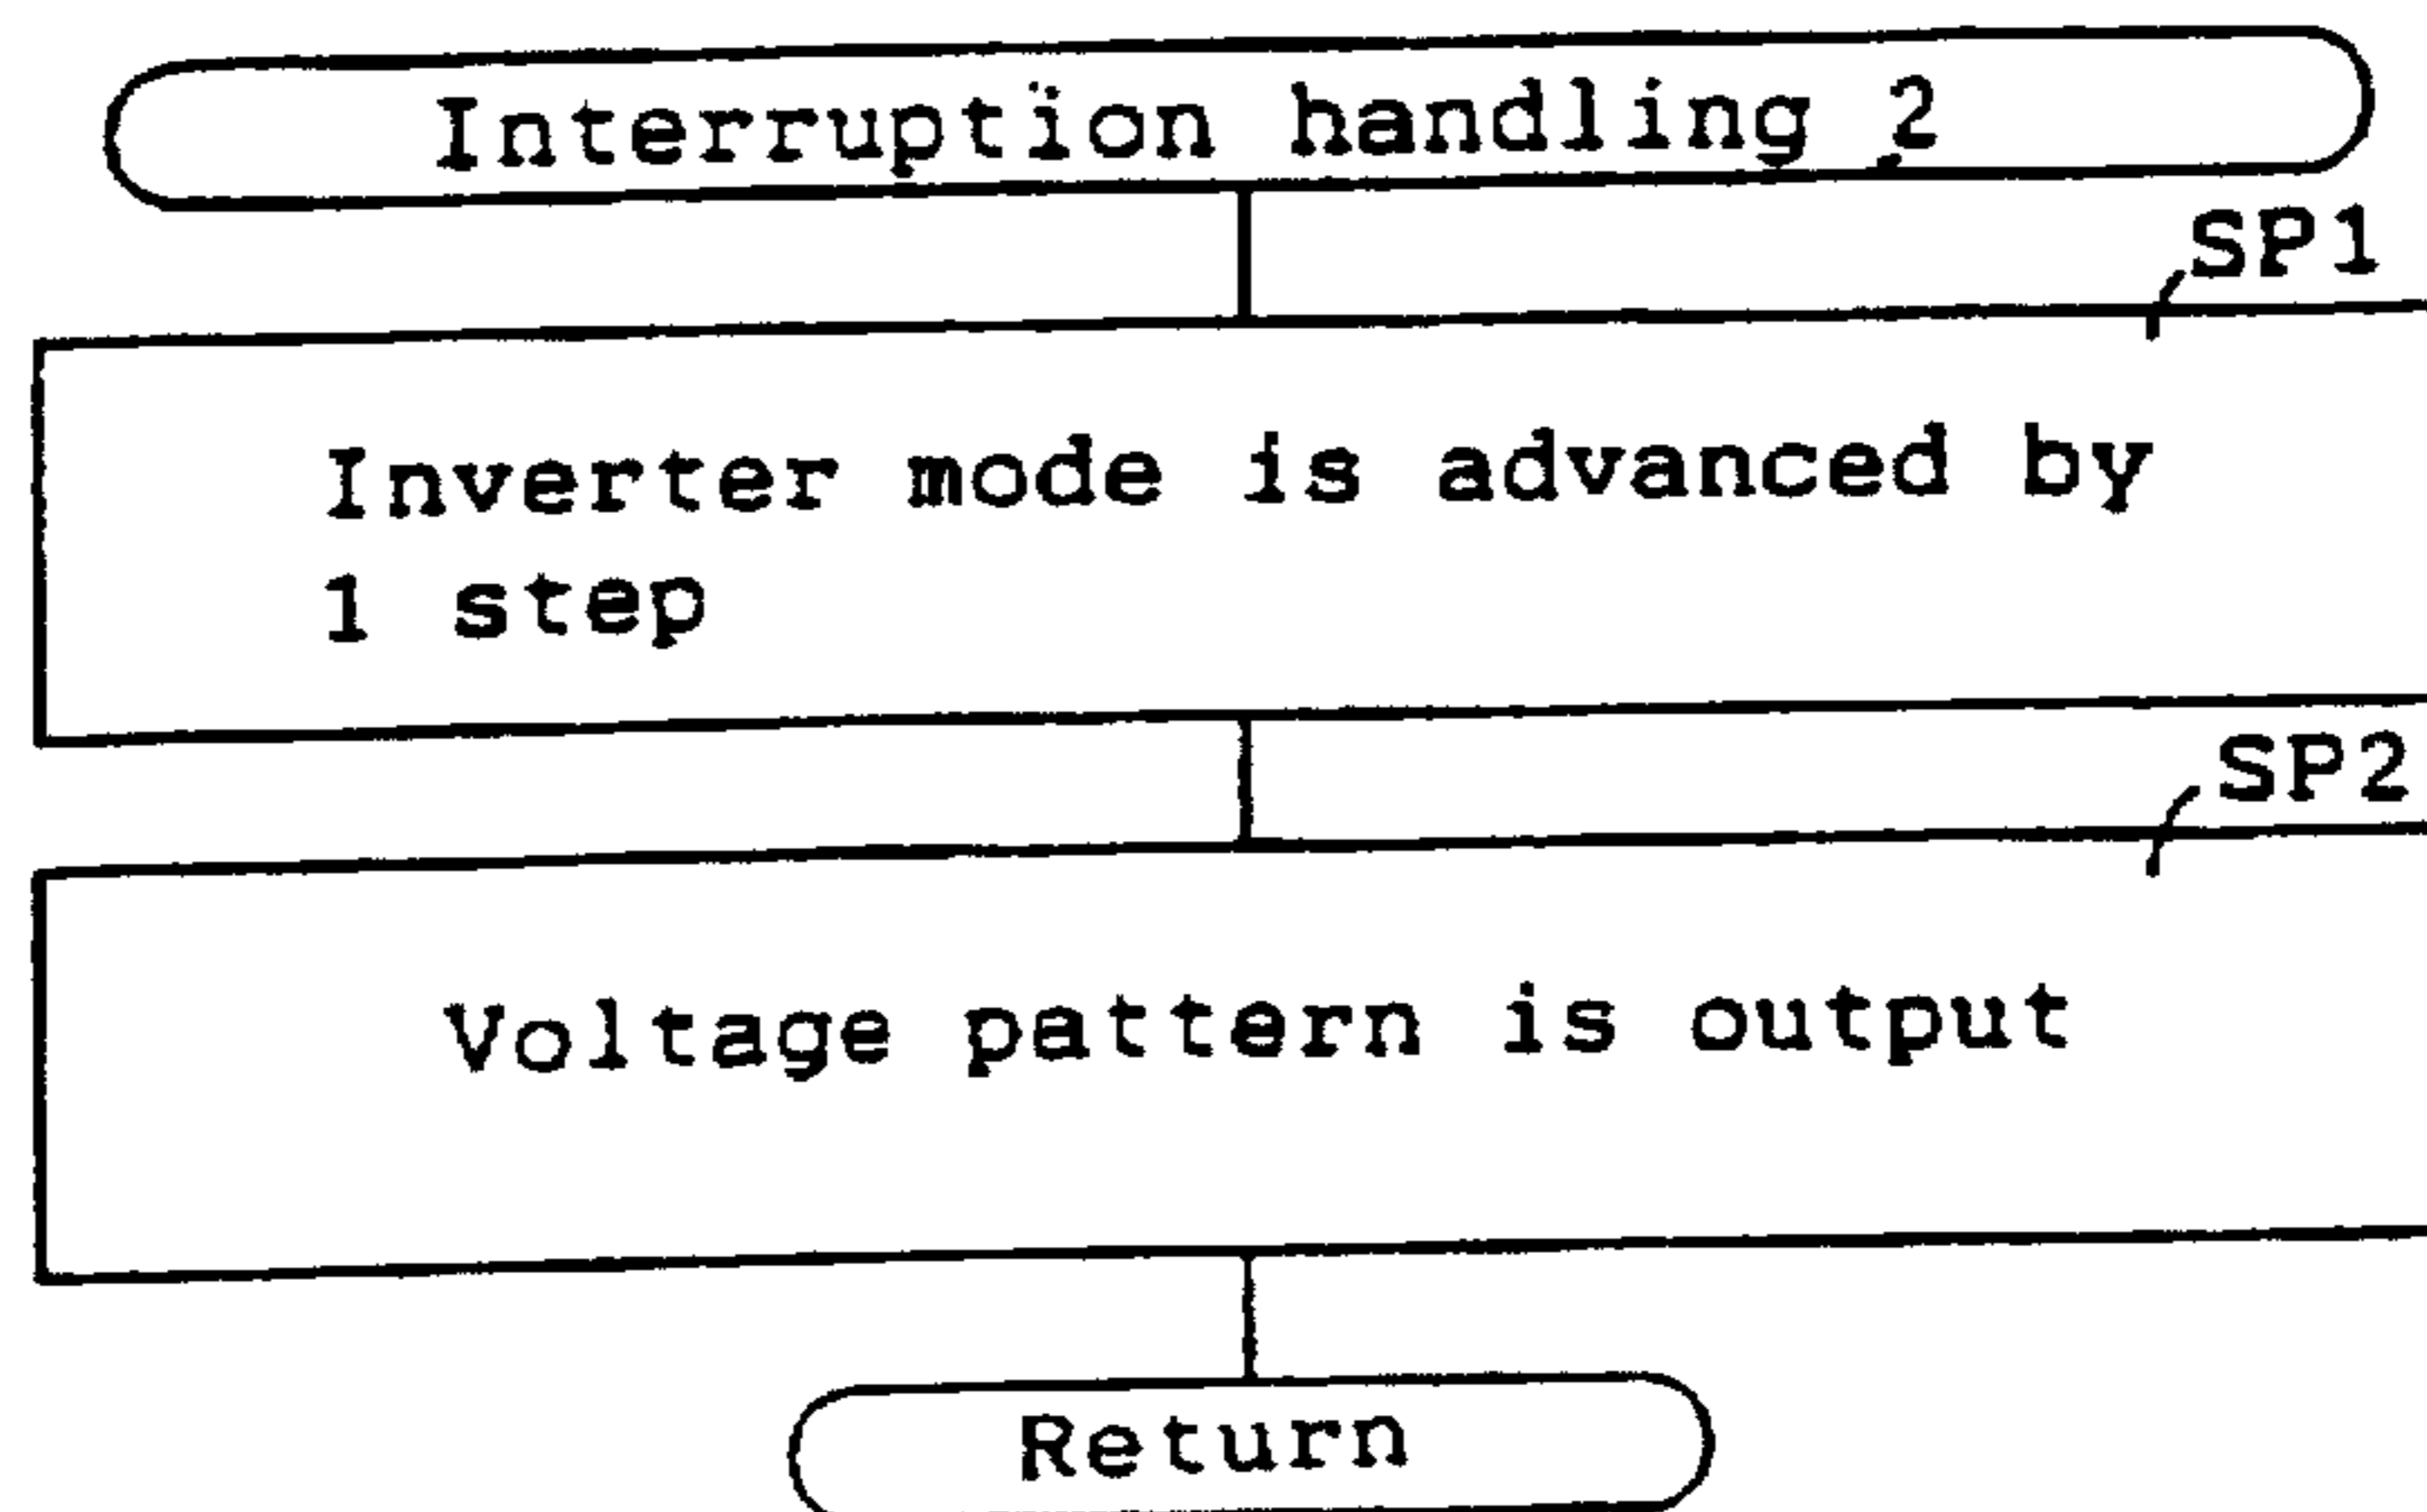 Interruption handling 2
SP1
Inverter mode is advanced by
1 step
SP2
Voltage pattern is output
Return